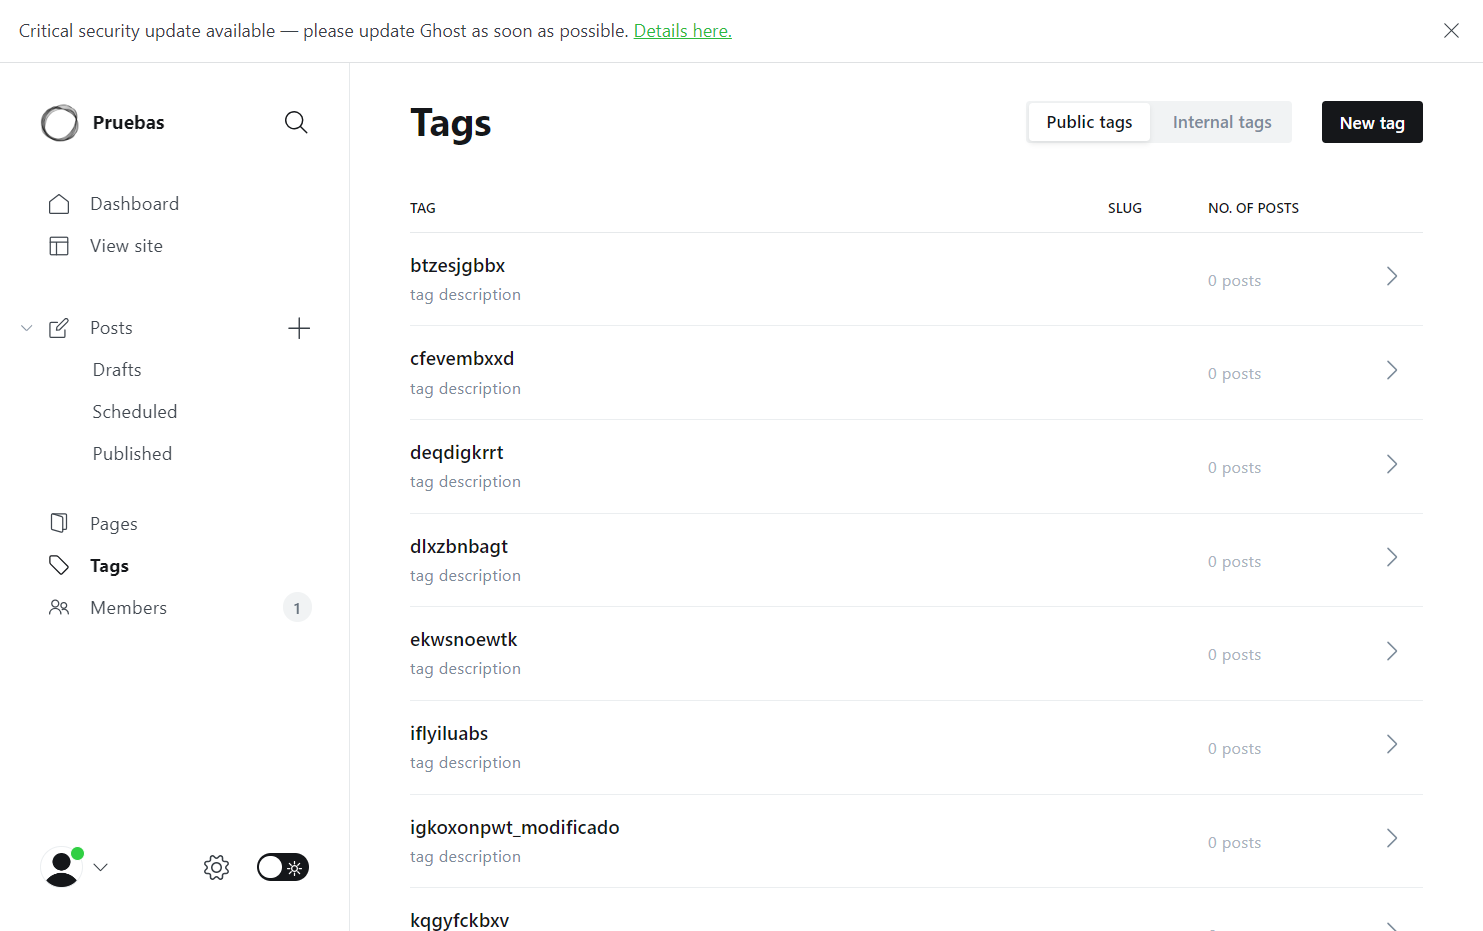 Critical security update available — please update Ghost as soon as possible. Details here.
Pruebas
Dashboard
View site
Posts
Drafts
Scheduled
Published
Pages
Tags
Members 1
Tags
Public tags Internal tags New tag
TAG SLUG NO. OF POSTS
btzesjgbbx
tag description
0 posts
cfevembxxd
tag description
0 posts
deqdigkrrt
tag description
0 posts
dlxzbnbagt
tag description
0 posts
ekwsnoewtk
tag description
0 posts
iflyiluabs
tag description
0 posts
igkoxonpwt_modificado
tag description
0 posts
kqgyfckbxv